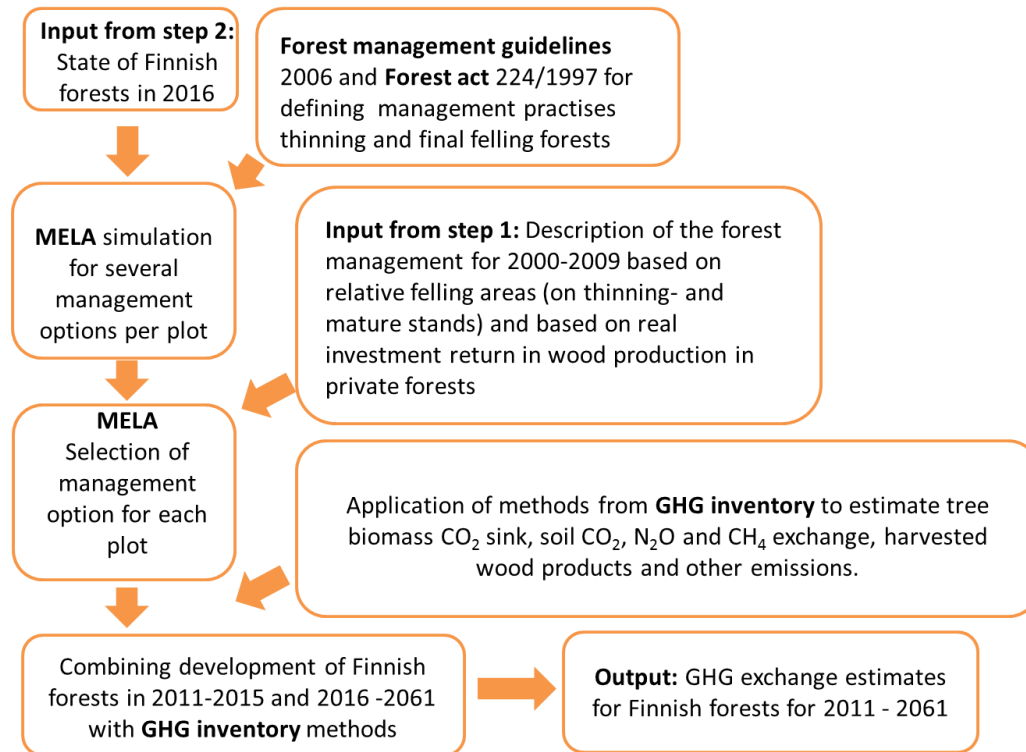 Input from step 2:
State of Finnish
forests in 2016
Forest management guidelines
2006 and Forest act 224/1997 for
defining management practises
thinning and final felling forests
MELA simulation
for several
management
options per plot
Input from step 1: Description of the forest
management for 2000-2009 based on
relative felling areas (on thinning- and
mature stands) and based on real
investment return in wood production in
private forests
MELA
Selection of
management
option for each
plot
Application of methods from GHG inventory to estimate tree
biomass CO₂ sink, soil CO₂, N₂O and CH₄ exchange, harvested
wood products and other emissions.
Combining development of Finnish
forests in 2011-2015 and 2016 -2061
with GHG inventory methods
Output: GHG exchange estimates
for Finnish forests for 2011 - 2061